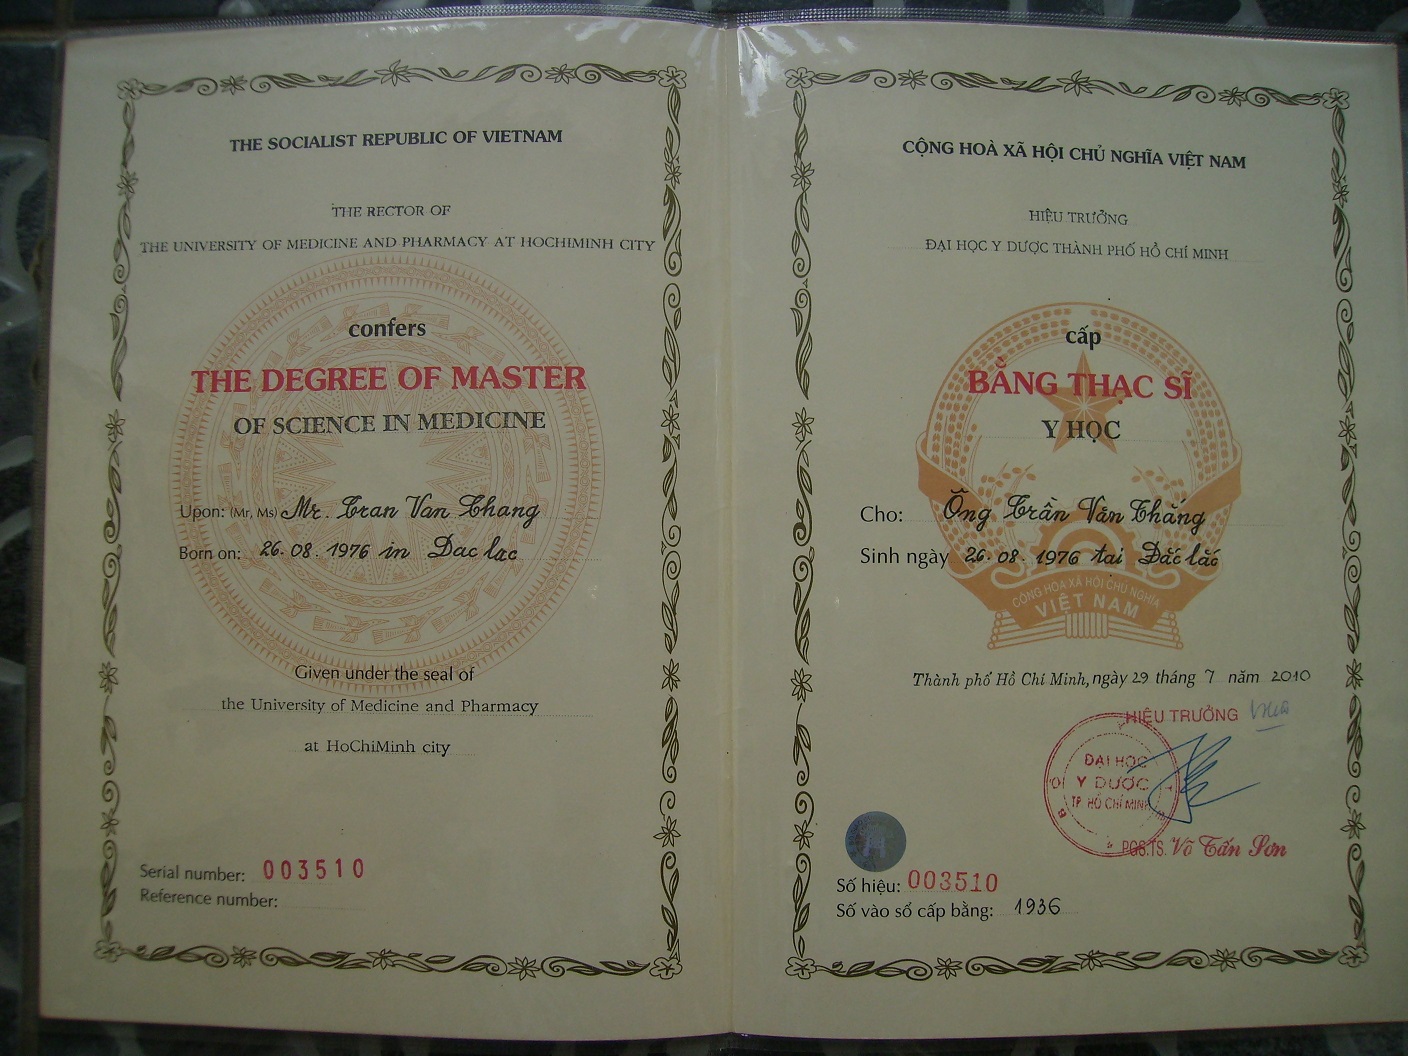 THE SOCIALIST REPUBLIC OF VIETNAM
THE RECTOR OF
THE UNIVERSITY OF MEDICINE AND PHARMACY AT HOCHIMINH CITY
confers
THE DEGREE OF MASTER
OF SCIENCE IN MEDICINE
Upon: (Mr, Ms) Mr. Tran Van Thang
Born on: 26. 08. 1976 in Dac lac
Given under the seal of
the University of Medicine and Pharmacy
at HoChiMinh city
Serial number: 003510
Reference number:
CỘNG HOÀ XÃ HỘI CHỦ NGHĨA VIỆT NAM
HIỆU TRƯỞNG
ĐẠI HỌC Y DƯỢC THÀNH PHỐ HỒ CHÍ MINH
cấp
BẰNG THẠC SĨ
Y HỌC
Cho: Ông Trần Văn Thắng
Sinh ngày 26. 08. 1976 tại Đắc lắc
CỘNG HOA XÃ HỘI CHỦ NGHĨA
VIỆT NAM
Thành phố Hồ Chí Minh, ngày 29 tháng 7 năm 2010
HIỆU TRƯỞNG
ĐẠI HỌC
Y DƯỢC
TP HỒ CHÍ MINH
PGS.TS. Võ Tấn Sơn
Số hiệu: 003510
Số vào sổ cấp bằng: 1936